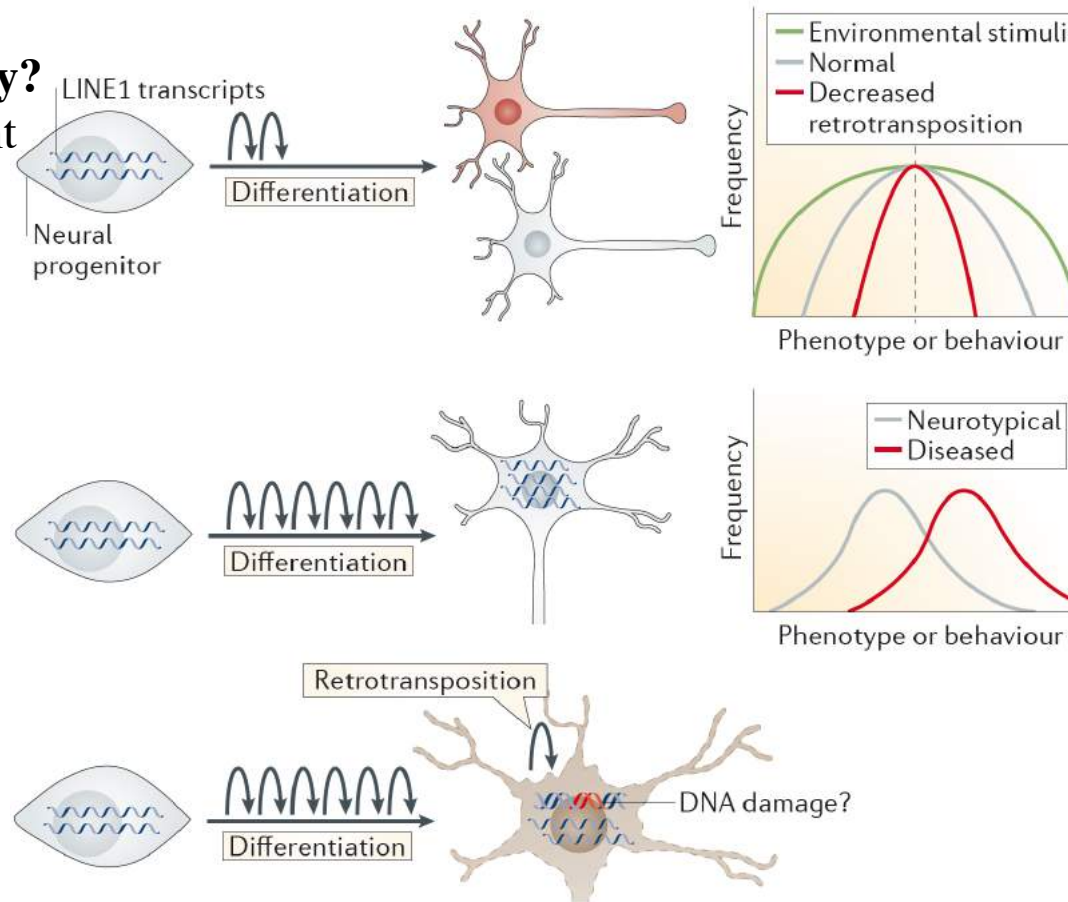 y?
t
LINE1 transcripts
Differentiation
Neural
progenitor
Environmental stimuli
Normal
Decreased
retrotransposition
Frequency
Phenotype or behaviour
Differentiation
Neurotypical
Diseased
Frequency
Phenotype or behaviour
Retrotransposition
Differentiation
DNA damage?